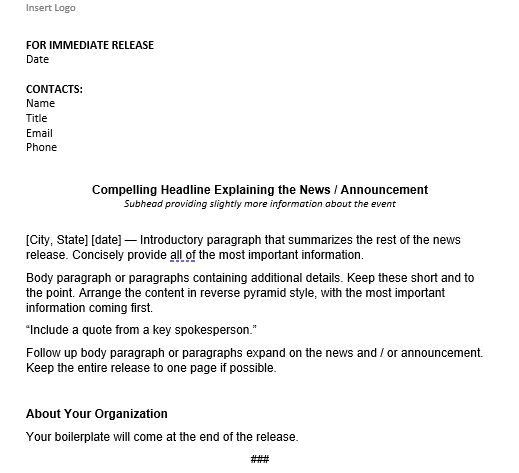 Insert Logo
FOR IMMEDIATE RELEASE
Date
CONTACTS:
Name
Title
Email
Phone
Compelling Headline Explaining the News / Announcement
Subhead providing slightly more information about the event
[City, State] [date] — Introductory paragraph that summarizes the rest of the news
release. Concisely provide all of the most important information.
Body paragraph or paragraphs containing additional details. Keep these short and to
the point. Arrange the content in reverse pyramid style, with the most important
information coming first.
“Include a quote from a key spokesperson.”
Follow up body paragraph or paragraphs expand on the news and / or announcement.
Keep the entire release to one page if possible.
About Your Organization
Your boilerplate will come at the end of the release.
###